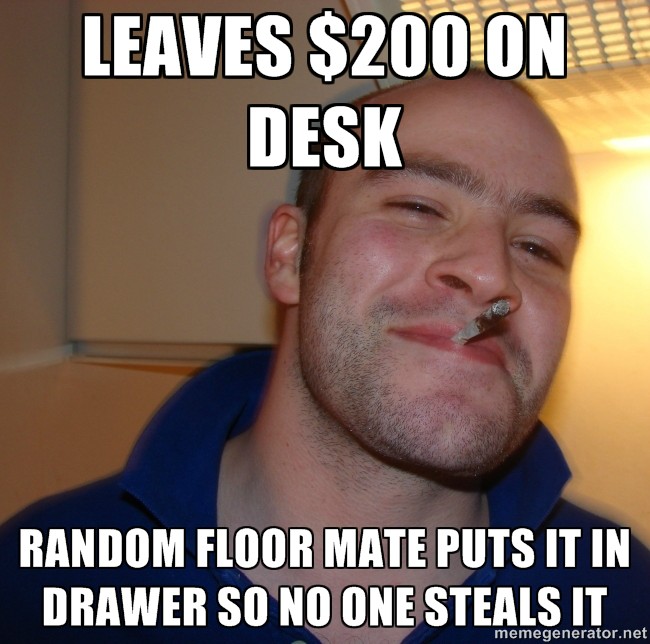 LEAVES $200 ON
DESK
RANDOM FLOOR MATE PUTS IT IN
DRAWER SO NO ONE STEALS IT
memegenerator.net